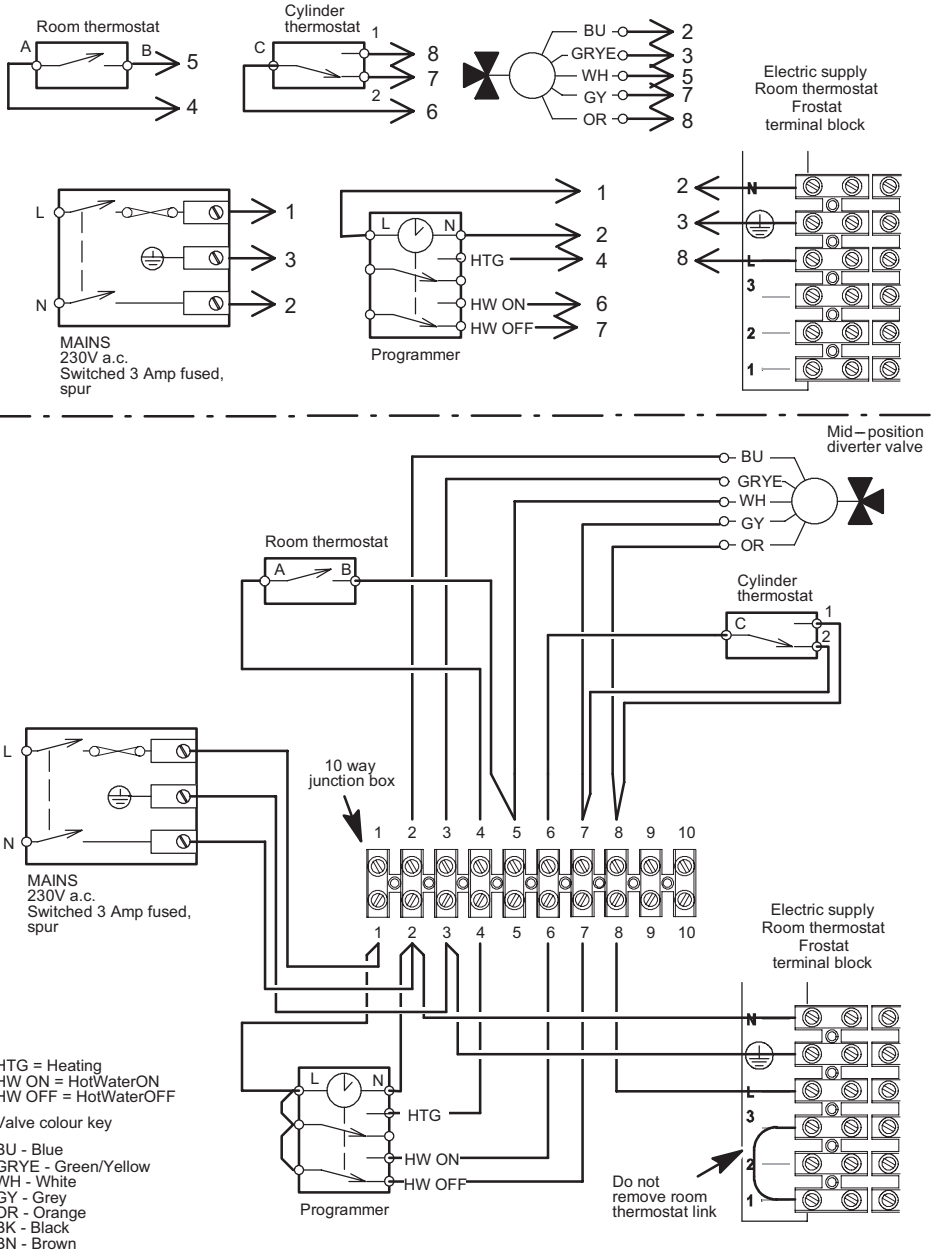 Room thermostat
A
B
5
4
Cylinder
thermostat
C
1
8
7
2
6
BU
2
GRYE
3
WH
5
GY
7
OR
8
Electric supply
Room thermostat
Frostat
terminal block
2
N
3
8
L
3
2
1
L
1
3
N
2
MAINS
230V a.c.
Switched 3 Amp fused,
spur
1
L
N
2
HTG
4
HW ON
6
HW OFF
7
Programmer
Mid–position
diverter valve
BU
GRYE
WH
GY
OR
Room thermostat
A
B
Cylinder
thermostat
C
1
2
L
N
MAINS
230V a.c.
Switched 3 Amp fused,
spur
10 way
junction box
1 2 3 4 5 6 7 8 9 10
1 2 3 4 5 6 7 8 9 10
Electric supply
Room thermostat
Frostat
terminal block
N
L
3
2
1
Do not
remove room
thermostat link
L
N
HTG
HW ON
HW OFF
Programmer
HTG = Heating
HW ON = HotWaterON
HW OFF = HotWaterOFF
Valve colour key
BU - Blue
GRYE - Green/Yellow
WH - White
GY - Grey
OR - Orange
BK - Black
BN - Brown